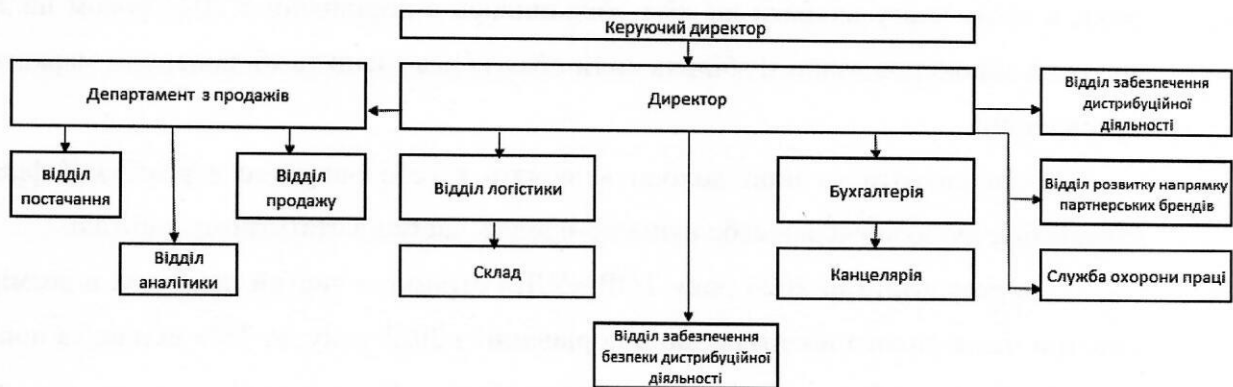 Керуючий директор
Департамент з продажів
Директор
Відділ забезпечення
дистрибуційної
діяльності
відділ
постачання
Відділ
продажу
Відділ логістики
Бухгалтерія
Відділ розвитку напрямку
партнерських брендів
Відділ
аналітики
Склад
Канцелярія
Служба охорони праці
Відділ забезпечення
безпеки дистрибуційної
діяльності